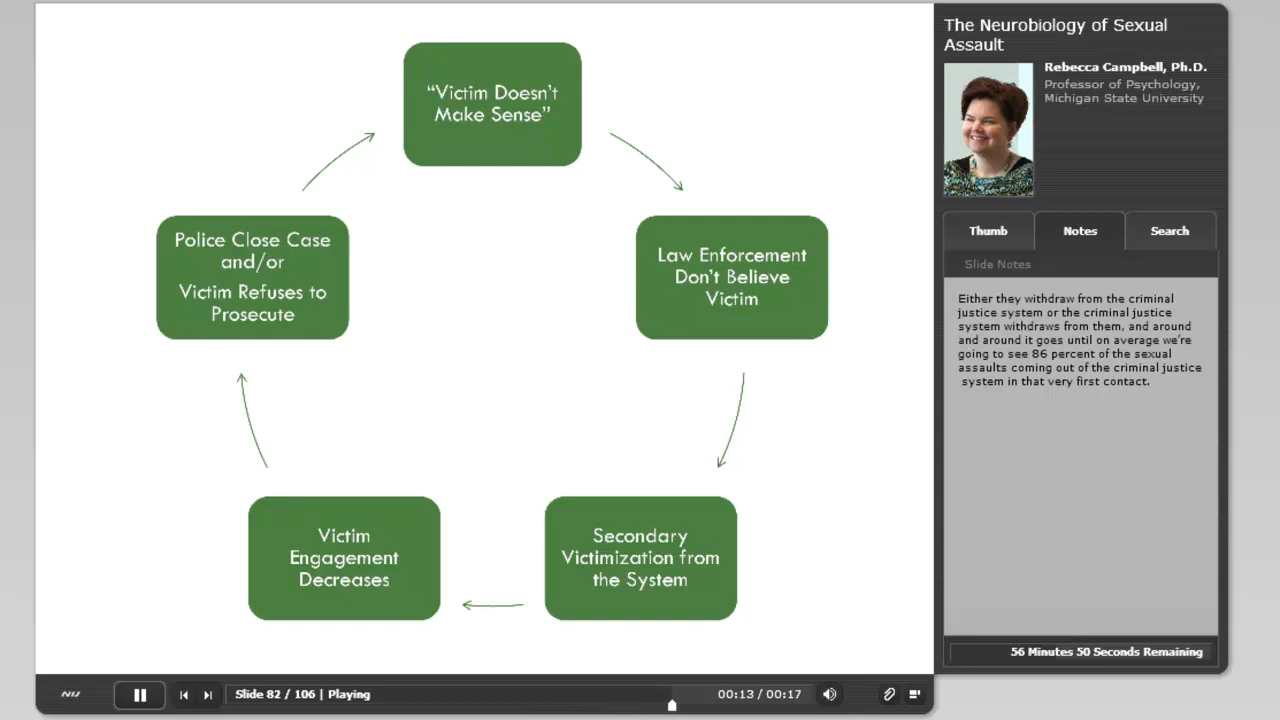 “Victim Doesn’t
Make Sense”
Police Close Case
and/or
Victim Refuses to
Prosecute
Law Enforcement
Don’t Believe
Victim
Victim
Engagement
Decreases
Secondary
Victimization from
the System
The Neurobiology of Sexual
Assault
Rebecca Campbell, Ph.D.
Professor of Psychology,
Michigan State University
Thumb
Notes
Search
Slide Notes
Either they withdraw from the criminal
justice system or the criminal justice
system withdraws from them, and around
and around it goes until on average we’re
going to see 86 percent of the sexual
assaults coming out of the criminal justice
system in that very first contact.
56 Minutes 50 Seconds Remaining
Slide 82 / 106 | Playing
00:13 / 00:17